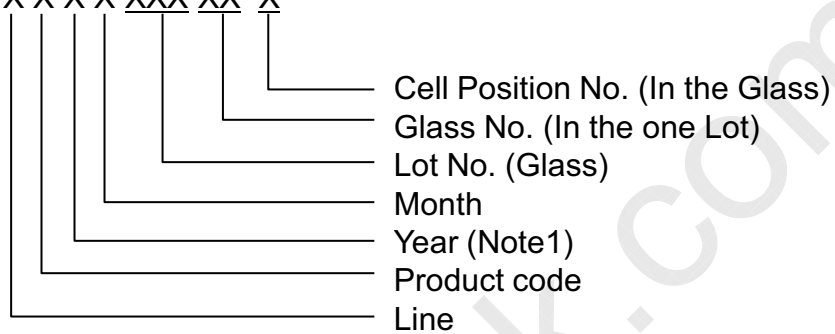 X X X X XXX XX X
Cell Position No. (In the Glass)
Glass No. (In the one Lot)
Lot No. (Glass)
Month
Year (Note1)
Product code
Line